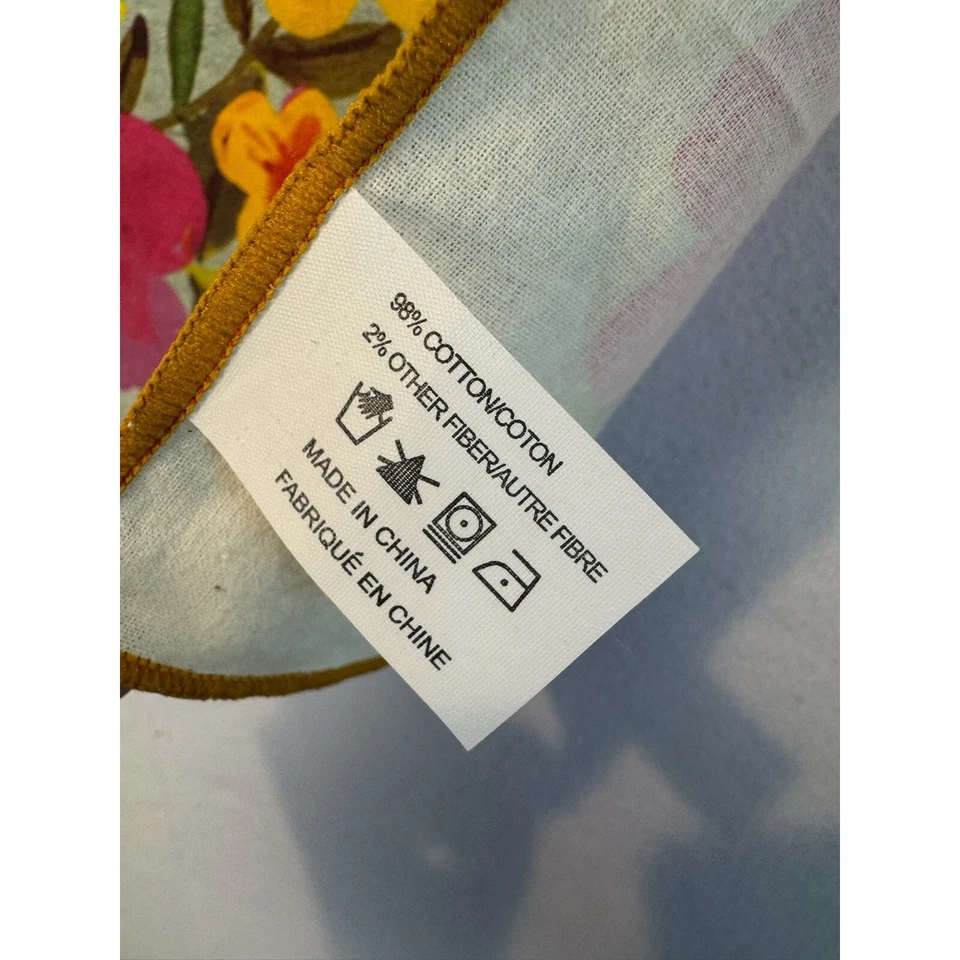 98% COTTON/COTON
2% OTHER FIBER/AUTRE FIBRE
MADE IN CHINA
FABRIQUÉ EN CHINE